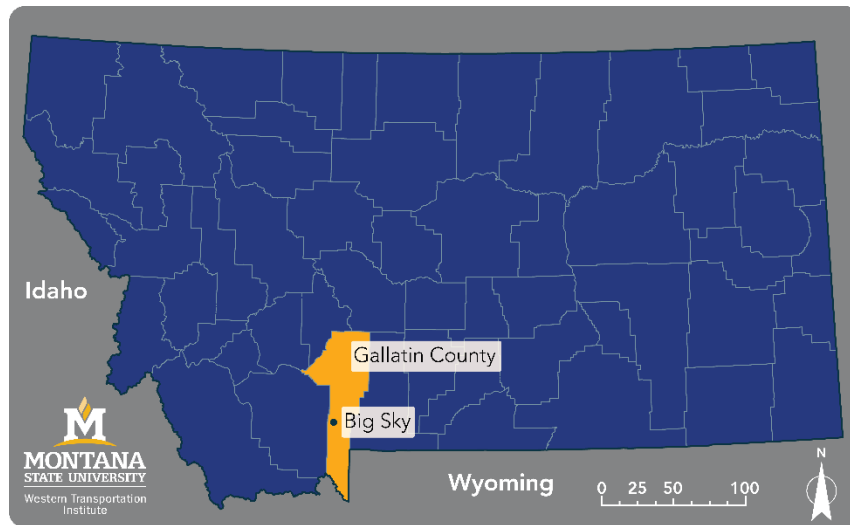 Idaho
Gallatin County
Big Sky
M
MONTANA
STATE UNIVERSITY
Western Transportation
Institute
Wyoming
N
0 25 50 100